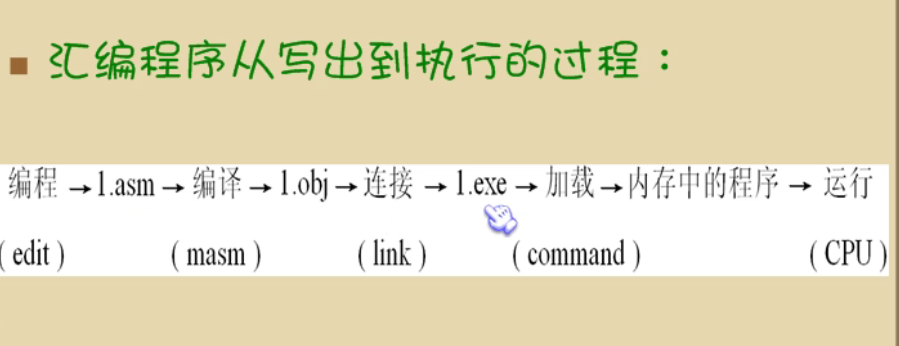 ■ 汇编程序从写出到执行的过程：
编程 →1.asm → 编译 → 1.obj → 连接 → 1.exe → 加载 → 内存中的程序 → 运行
( edit ) ( masm ) ( link ) ( command ) ( CPU )